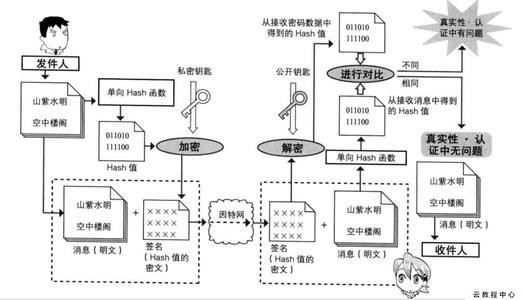 发件人
山紫水明
空中楼阁
单向 Hash 函数
011010
111100
Hash 值
私密钥匙
加密
山紫水明
空中楼阁
消息（明文）
+
××××
××××
××××
签名
（Hash 值的
密文）
因特网
××××
××××
××××
签名
（Hash 值的
密文）
+
山紫水明
空中楼阁
消息（明文）
公开钥匙
解密
单向 Hash 函数
从接收密码数据中
得到的 Hash 值
011010
111100
进行对比
011010
111100
从接收消息中得到
的 Hash 值
不同
相同
真实性·认
证中有问题
真实性·认
证中无问题
山紫水明
空中楼阁
消息（明文）
收件人
云教程中心